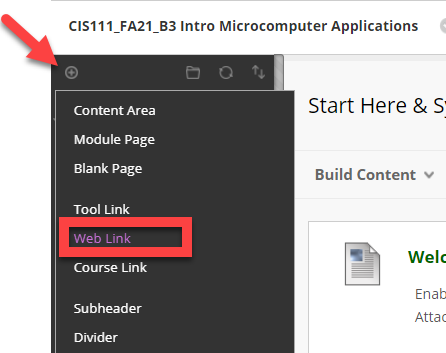 CIS111_FA21_B3 Intro Microcomputer Applications
Content Area
Module Page
Blank Page
Tool Link
Web Link
Course Link
Subheader
Divider
Start Here & Sy
Build Content
Welc
Enab
Attac